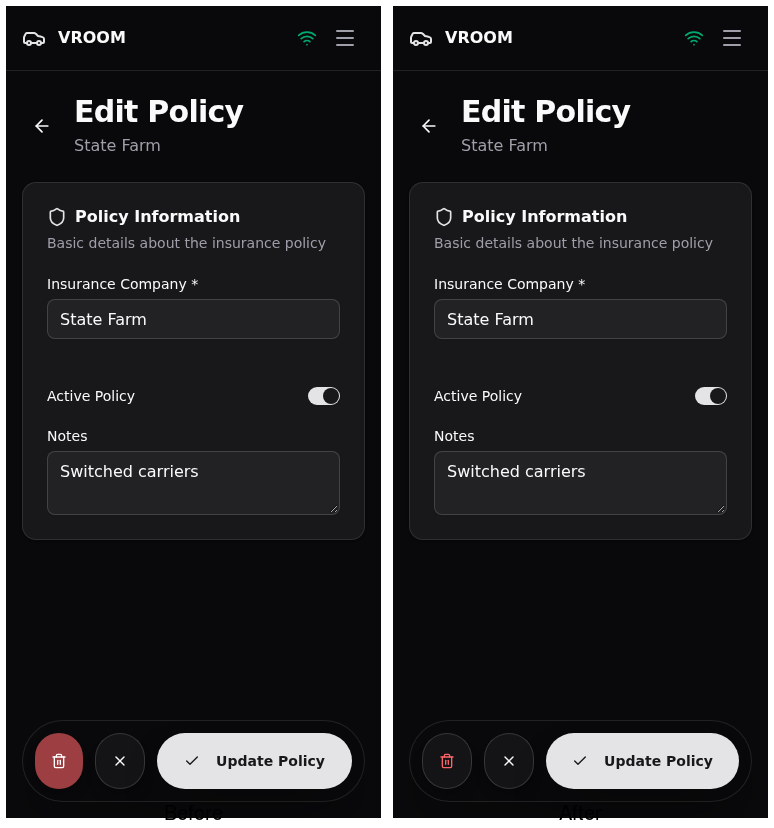 VROOM
Edit Policy
State Farm
Policy Information
Basic details about the insurance policy
Insurance Company *
State Farm
Active Policy
Notes
Switched carriers
Update Policy
Before
VROOM
Edit Policy
State Farm
Policy Information
Basic details about the insurance policy
Insurance Company *
State Farm
Active Policy
Notes
Switched carriers
Update Policy
After